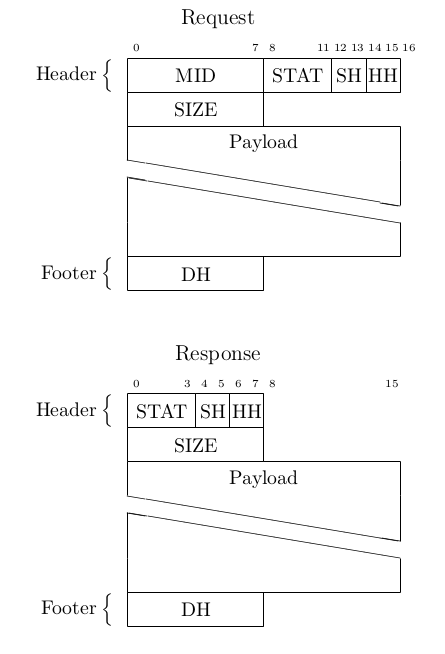 Request
0 7 8 11 12 13 14 15 16
Header { MID STAT SH HH
SIZE
Payload
Footer { DH
Response
0 3 4 5 6 7 8 15
Header { STAT SH HH
SIZE
Payload
Footer { DH